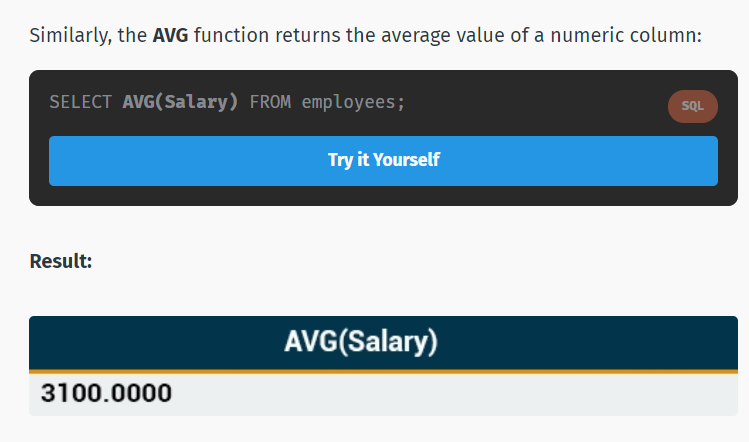 Similarly, the AVG function returns the average value of a numeric column:
SELECT AVG(Salary) FROM employees;
SQL
Try it Yourself
Result:
AVG(Salary)
3100.0000